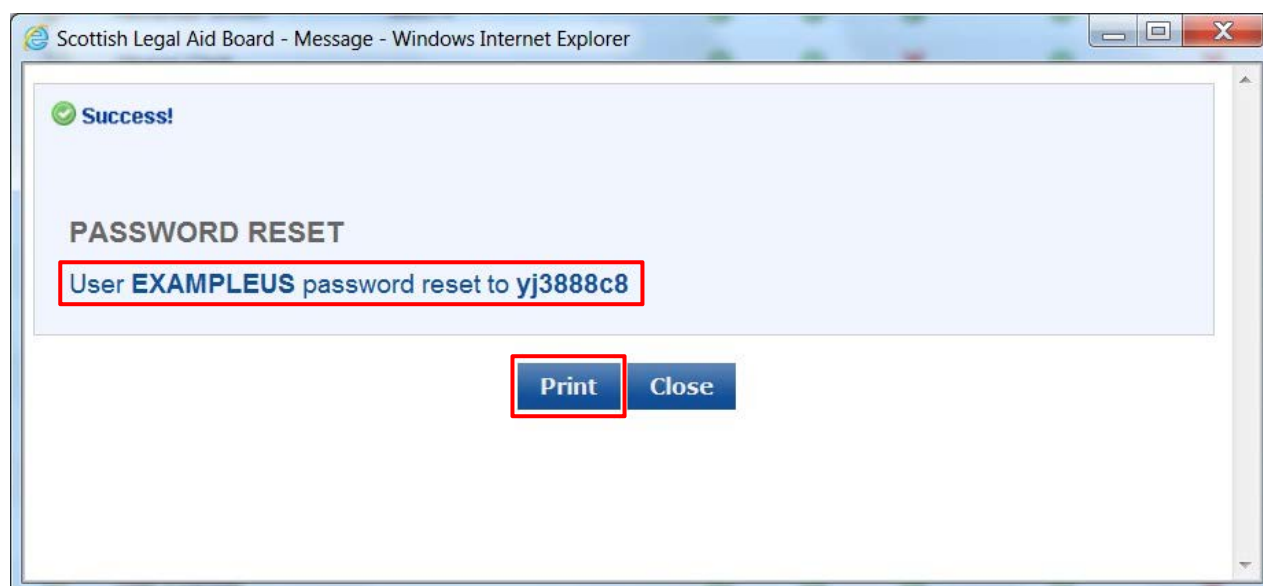 Scottish Legal Aid Board - Message - Windows Internet Explorer
Success!
PASSWORD RESET
User EXAMPLEUS password reset to yj3888c8
Print Close